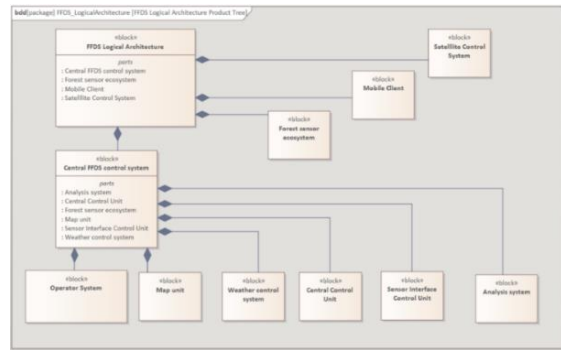 bdd [package] FFDS_LogicalArchitecture [FFDS Logical Architecture Product Tree]
«block»
FFDS Logical Architecture
parts
: Central FFDS control system
: Forest sensor ecosystem
: Mobile Client
: Satelllite Control System
«block»
Satelllite Control
System
«block»
Mobile Client
«block»
Forest sensor
ecosystem
«block»
Central FFDS control system
parts
: Analysis system
: Central Control Unit
: Forest sensor ecosystem
: Map unit
: Sensor Interface Control Unit
: Weather control system
«block»
Operator System
«block»
Map unit
«block»
Weather control
system
«block»
Central Control
Unit
«block»
Sensor Interface
Control Unit
«block»
Analysis system